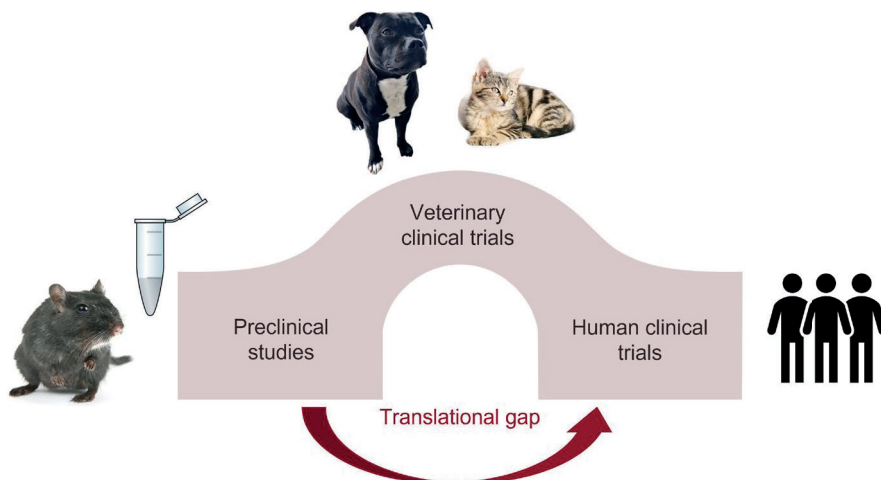 Veterinary
clinical trials
Preclinical
studies
Human clinical
trials
Translational gap